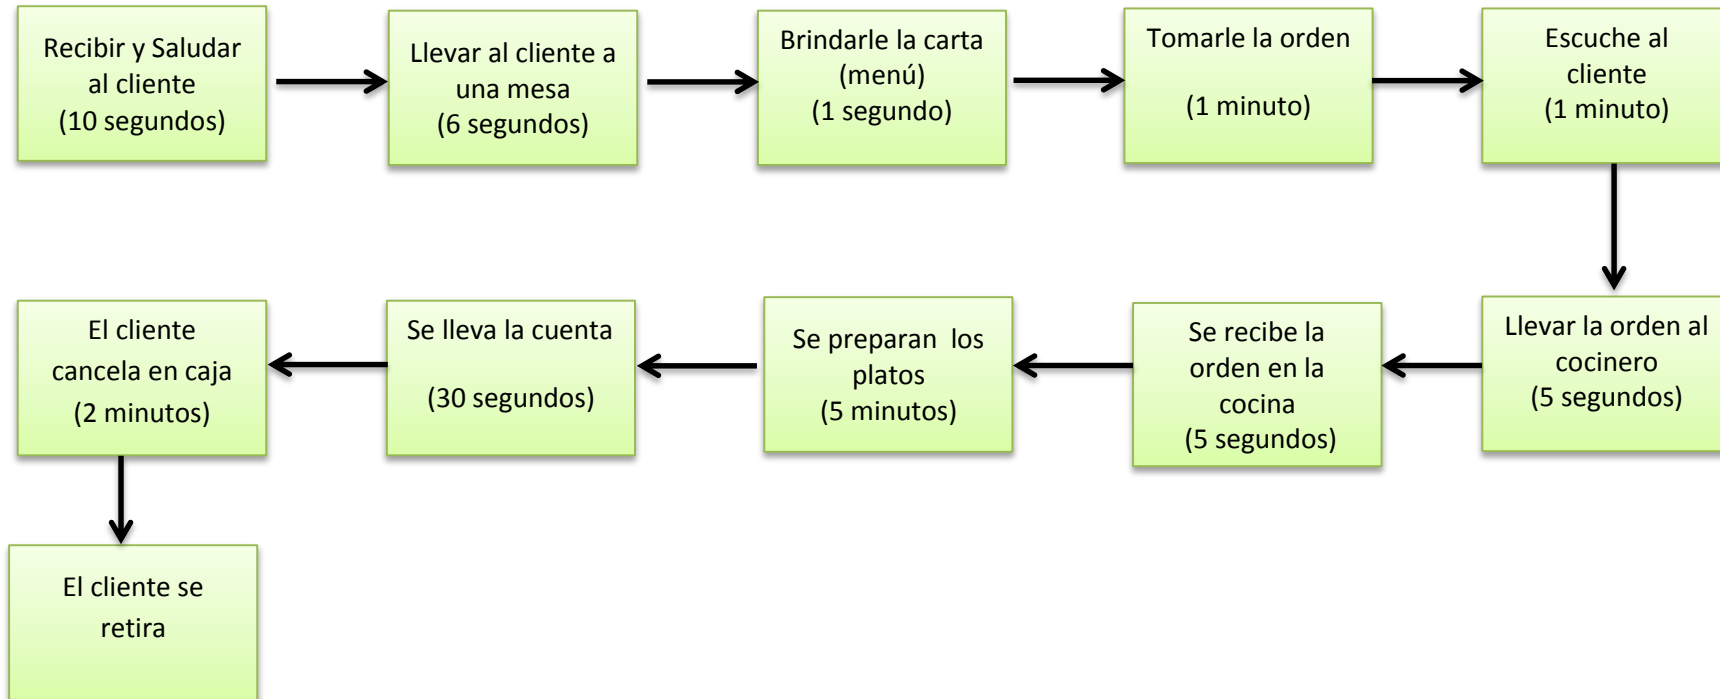 Recibir y Saludar
al cliente
(10 segundos)
Llevar al cliente a
una mesa
(6 segundos)
Brindarle la carta
(menú)
(1 segundo)
Tomarle la orden
(1 minuto)
Escuche al
cliente
(1 minuto)
Llevar la orden al
cocinero
(5 segundos)
Se recibe la
orden en la
cocina
(5 segundos)
Se preparan los
platos
(5 minutos)
Se lleva la cuenta
(30 segundos)
El cliente
cancela en caja
(2 minutos)
El cliente se
retira